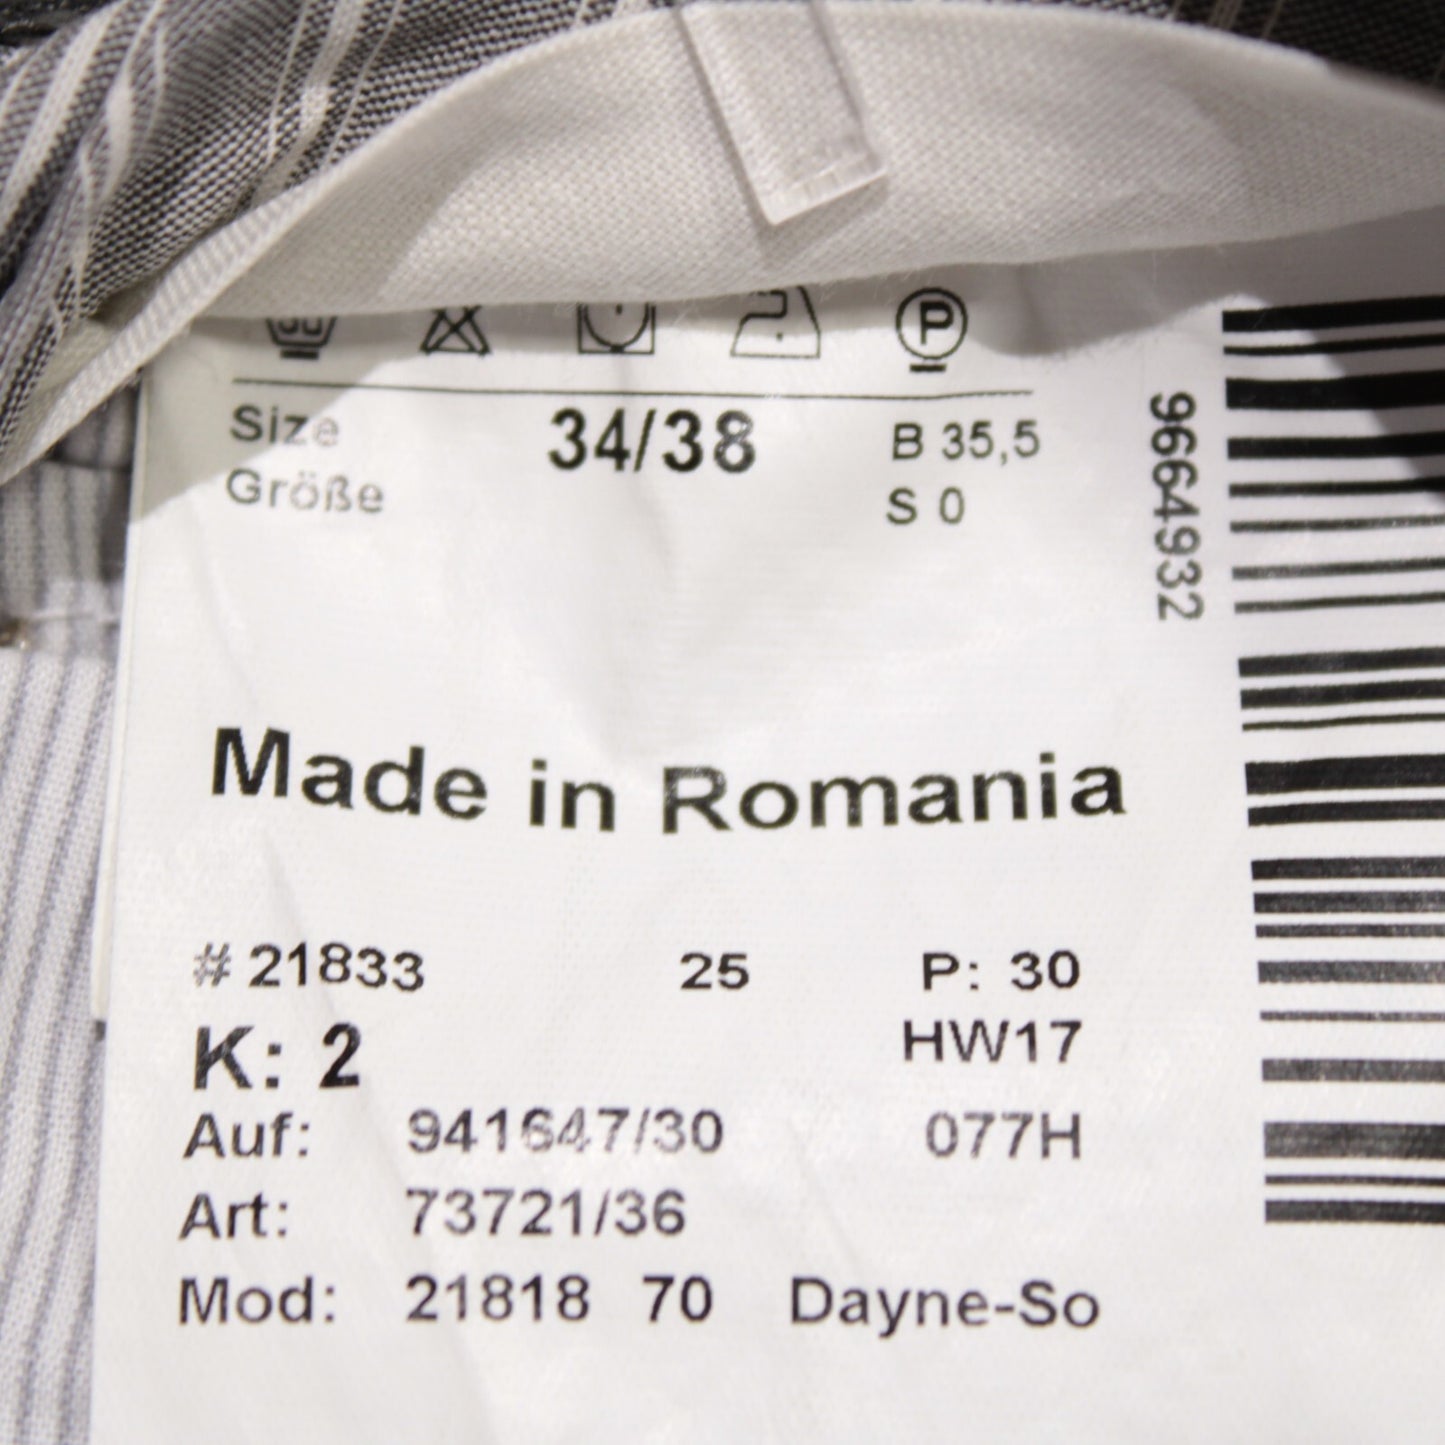 P
Size 34/38 B 35,5
Größe S 0
96649932
Made in Romania
# 21833 25 P: 30
K: 2 HW17
Auf: 941647/30 077H
Art: 73721/36
Mod: 21818 70 Dayne-So